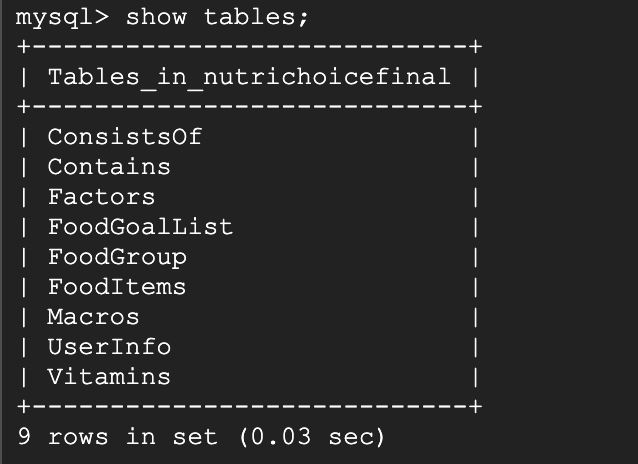 mysql> show tables;
+----------------------------+
| Tables_in_nutrichoicefinal |
+----------------------------+
| ConsistsOf                 |
| Contains                   |
| Factors                    |
| FoodGoalList               |
| FoodGroup                  |
| FoodItems                  |
| Macros                     |
| UserInfo                   |
| Vitamins                   |
+----------------------------+
9 rows in set (0.03 sec)